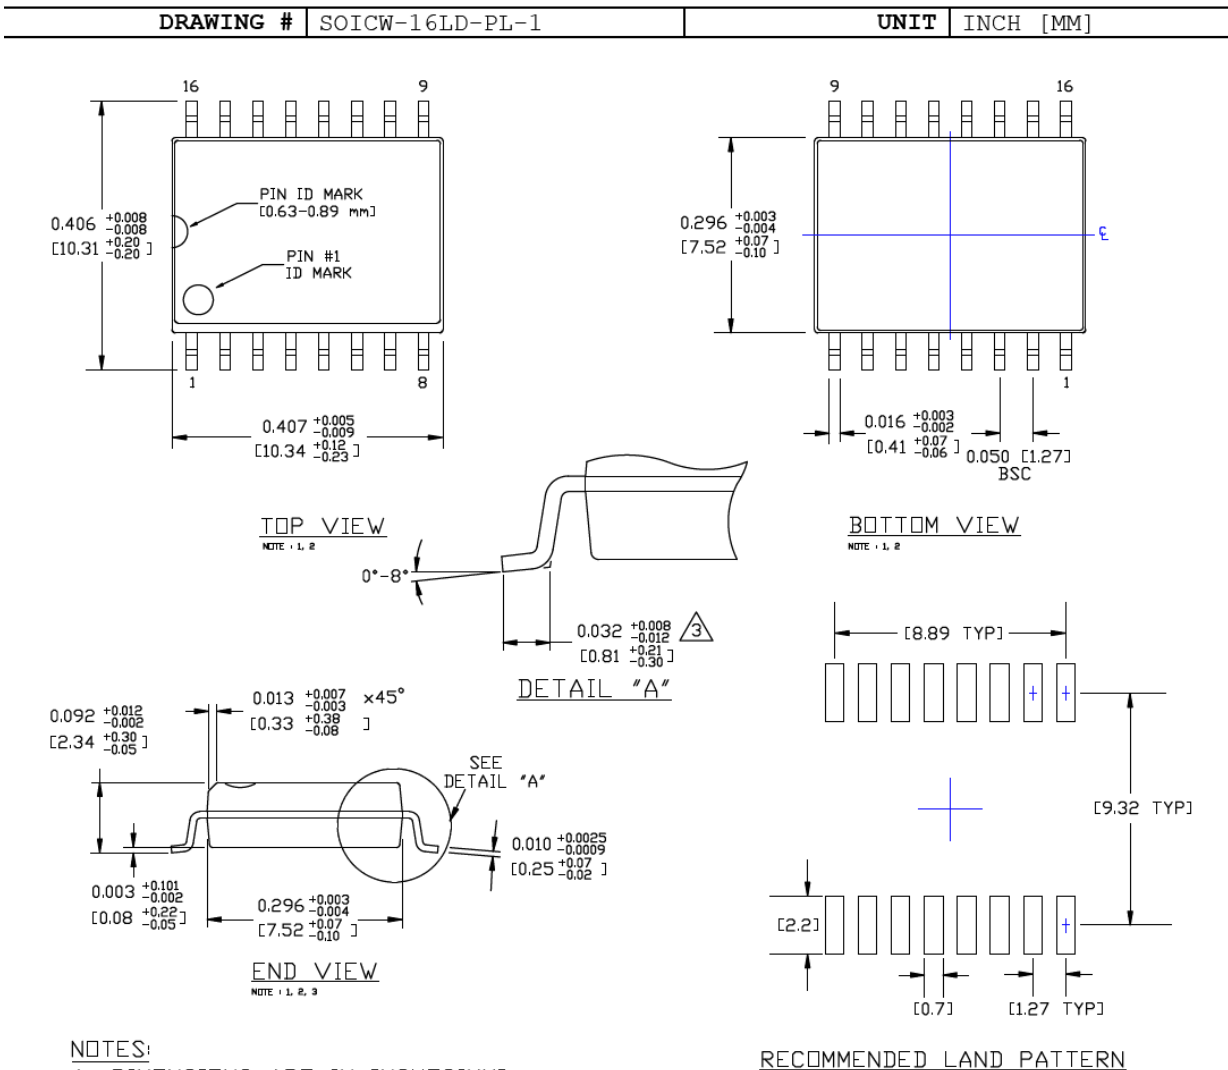 DRAWING # SOICW-16LD-PL-1 UNIT INCH [MM]
16 9
PIN ID MARK
[0.63-0.89 mm]
PIN #1
ID MARK
0.406 +0.008 -0.008
[10.31 +0.20 -0.20 ]
1 8
0.407 +0.005 -0.009
[10.34 +0.12 -0.23 ]
TOP VIEW
NOTE : 1, 2
9 16
0.296 +0.003 -0.004
[7.52 +0.07 -0.10 ]
℄
1
0.016 +0.003 -0.002
[0.41 +0.07 -0.06 ]
0.050 [1.27]
BSC
BOTTOM VIEW
NOTE : 1, 2
0°-8°
0.032 +0.008 -0.012
3
[0.81 +0.21 -0.30 ]
DETAIL "A"
0.013 +0.007 -0.003 x45°
[0.33 +0.38 -0.08 ]
0.092 +0.012 -0.002
[2.34 +0.30 -0.05 ]
SEE
DETAIL "A"
0.010 +0.0025 -0.0009
[0.25 +0.07 -0.02 ]
0.003 +0.101 -0.002
[0.08 +0.22 -0.05 ]
0.296 +0.003 -0.004
[7.52 +0.07 -0.10 ]
END VIEW
NOTE : 1, 2, 3
[8.89 TYP]
[9.32 TYP]
[2.2]
[0.7]
[1.27 TYP]
RECOMMENDED LAND PATTERN
NOTES: